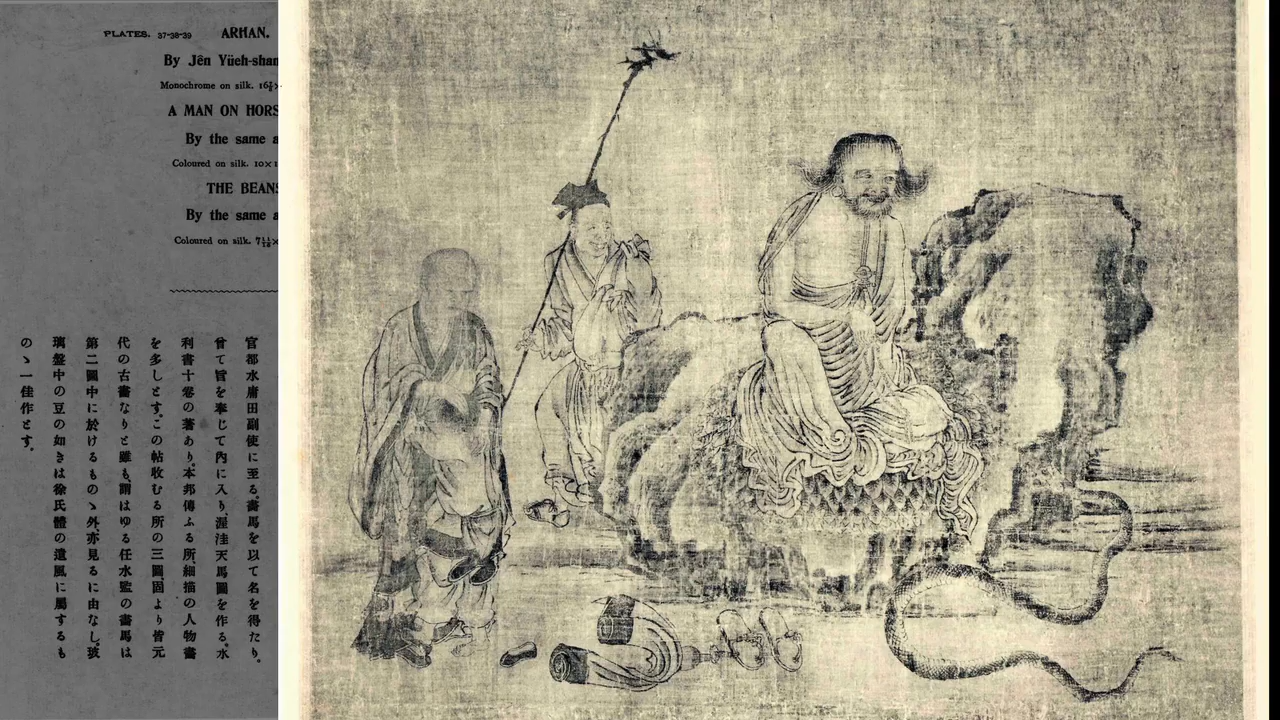 PLATES. 37-38-39 ARHAN.
By Jên Yüeh-shan
Monochrome on silk.
A MAN ON HORS
By the same a
Coloured on silk. 10×1
THE BEANS
By the same a
Coloured on silk.
官都水庸田副使に至る、畫馬を以て名を得たり。
曾て旨を奉じて內に入り、渥洼天馬圖を作る、水
利書十卷の著あり、本邦傳ふる所、細描の人物畫
を多しとす。この帖收むる所の三圖、固より皆元
代の古畫なりと雖も、謂はゆる任水監の畫馬は
第二圖中に於けるものゝ外、亦見るに由なし、玻
璃盤中の豆の如きは徐氏體の遺風に屬するも
のゝ一佳作とす。